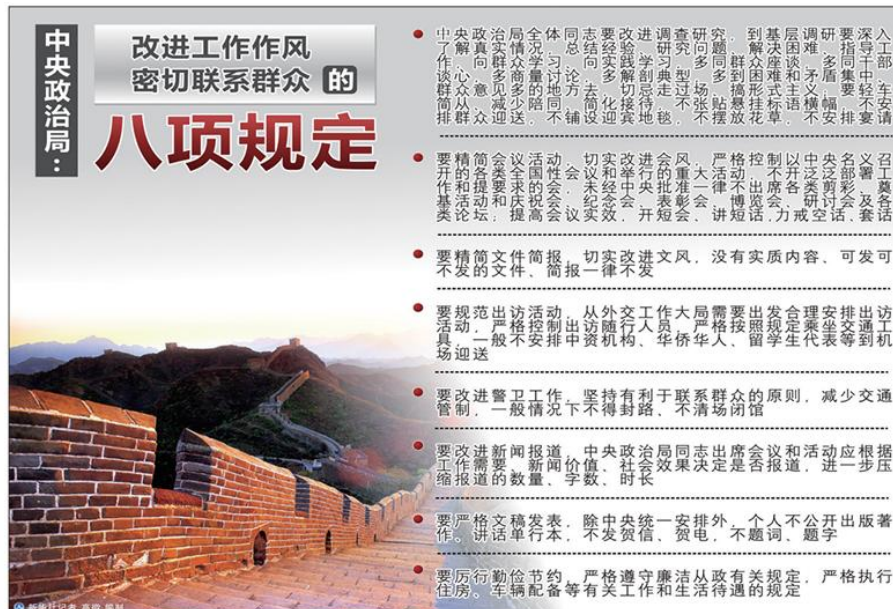 中央政治局：
改进工作作风
密切联系群众的
八项规定
中央政治局全体同志要改进调查研究，到基层调研要深入
了解真实情况，总结经验、研究问题、解决困难、指导工
作，向群众学习、向实践学习，多同群众座谈，多同干部
谈心，多商量讨论，多解剖典型，多到困难和矛盾集中、
群众意见多的地方去，切忌走过场、搞形式主义；要轻车
简从、减少陪同、简化接待，不张贴悬挂标语横幅，不安
排群众迎送，不铺设迎宾地毯，不摆放花草，不安排宴请
要精简会议活动，切实改进会风，严格控制以中央名义召
开的各类全国性会议和举行的重大活动，不开泛泛部署工
作和提要求的会，未经中央批准一律不出席各类剪彩、奠
基活动和庆祝会、纪念会、表彰会、博览会、研讨会及各
类论坛；提高会议实效，开短会、讲短话,力戒空话、套话
要精简文件简报，切实改进文风，没有实质内容、可发可
不发的文件、简报一律不发
要规范出访活动，从外交工作大局需要出发合理安排出访
活动，严格控制出访随行人员，严格按照规定乘坐交通工
具，一般不安排中资机构、华侨华人、留学生代表等到机
场迎送
要改进警卫工作，坚持有利于联系群众的原则，减少交通
管制，一般情况下不得封路、不清场闭馆
要改进新闻报道，中央政治局同志出席会议和活动应根据
工作需要、新闻价值、社会效果决定是否报道，进一步压
缩报道的数量、字数、时长
要严格文稿发表，除中央统一安排外，个人不公开出版著
作、讲话单行本，不发贺信、贺电，不题词、题字
要厉行勤俭节约，严格遵守廉洁从政有关规定，严格执行
住房、车辆配备等有关工作和生活待遇的规定
新华社记者 编制